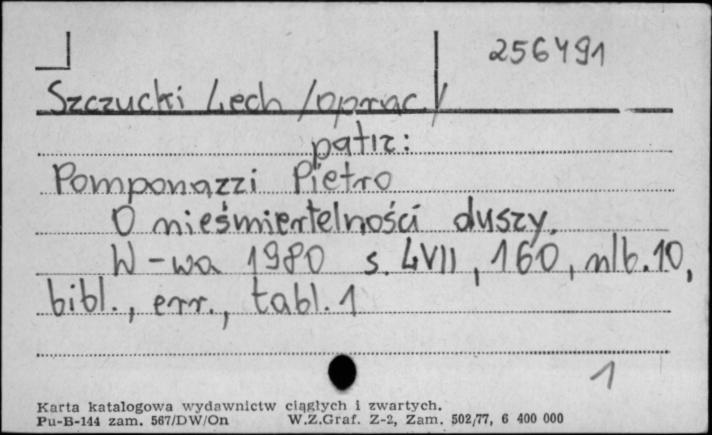 256491
Szczucki Lech /oprac./
patrz:
Pomponazzi Pietro
O nieśmiertelności duszy.
W-wa 1980 s. LVII, 160, nlb. 10,
bibl., err., tabl. 1
1
Karta katalogowa wydawnictw ciągłych i zwartych.
Pu-B-144 zam. 567/DW/On W.Z.Graf. Z-2, Zam. 502/77, 6 400 000